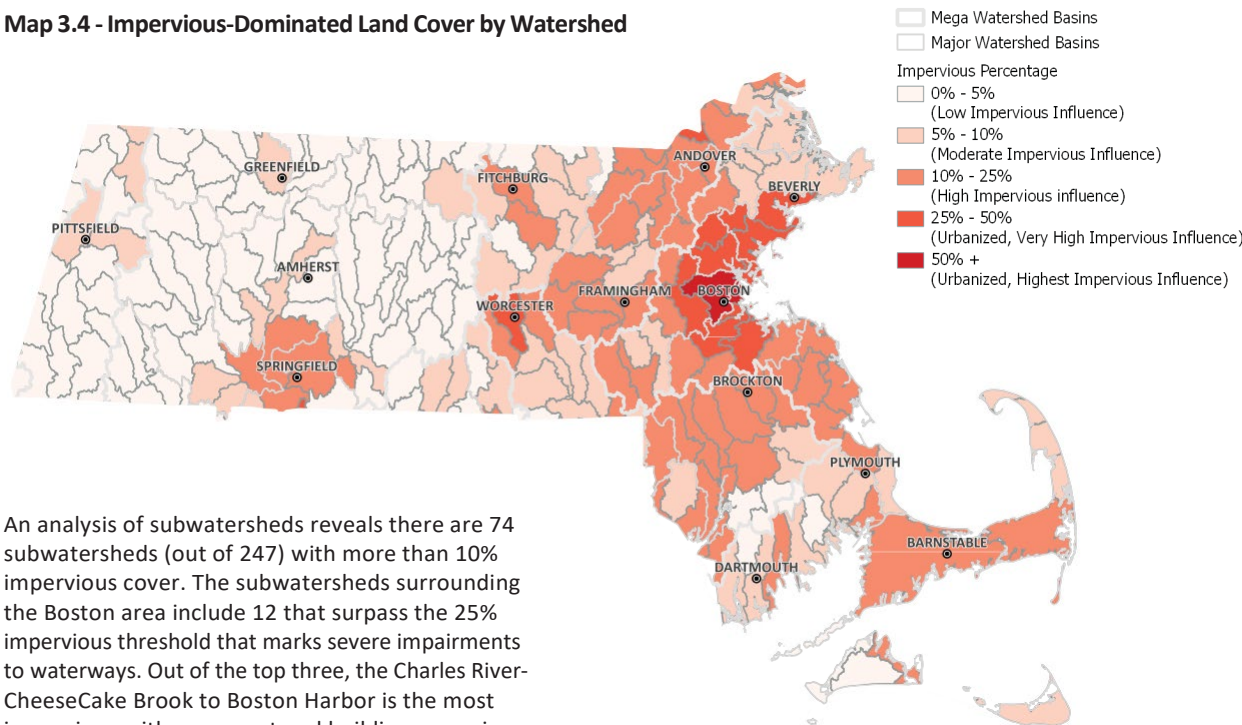 Map 3.4 - Impervious-Dominated Land Cover by Watershed
Mega Watershed Basins
Major Watershed Basins
Impervious Percentage
0% - 5%
(Low Impervious Influence)
5% - 10%
(Moderate Impervious Influence)
10% - 25%
(High Impervious influence)
25% - 50%
(Urbanized, Very High Impervious Influence)
50% +
(Urbanized, Highest Impervious Influence)
GREENFIELD
PITTSFIELD
AMHERST
SPRINGFIELD
FITCHBURG
WORCESTER
FRAMINGHAM
ANDOVER
BEVERLY
BOSTON
BROCKTON
PLYMOUTH
BARNSTABLE
DARTMOUTH
An analysis of subwatersheds reveals there are 74
subwatersheds (out of 247) with more than 10%
impervious cover. The subwatersheds surrounding
the Boston area include 12 that surpass the 25%
impervious threshold that marks severe impairments
to waterways. Out of the top three, the Charles River-
CheeseCake Brook to Boston Harbor is the most